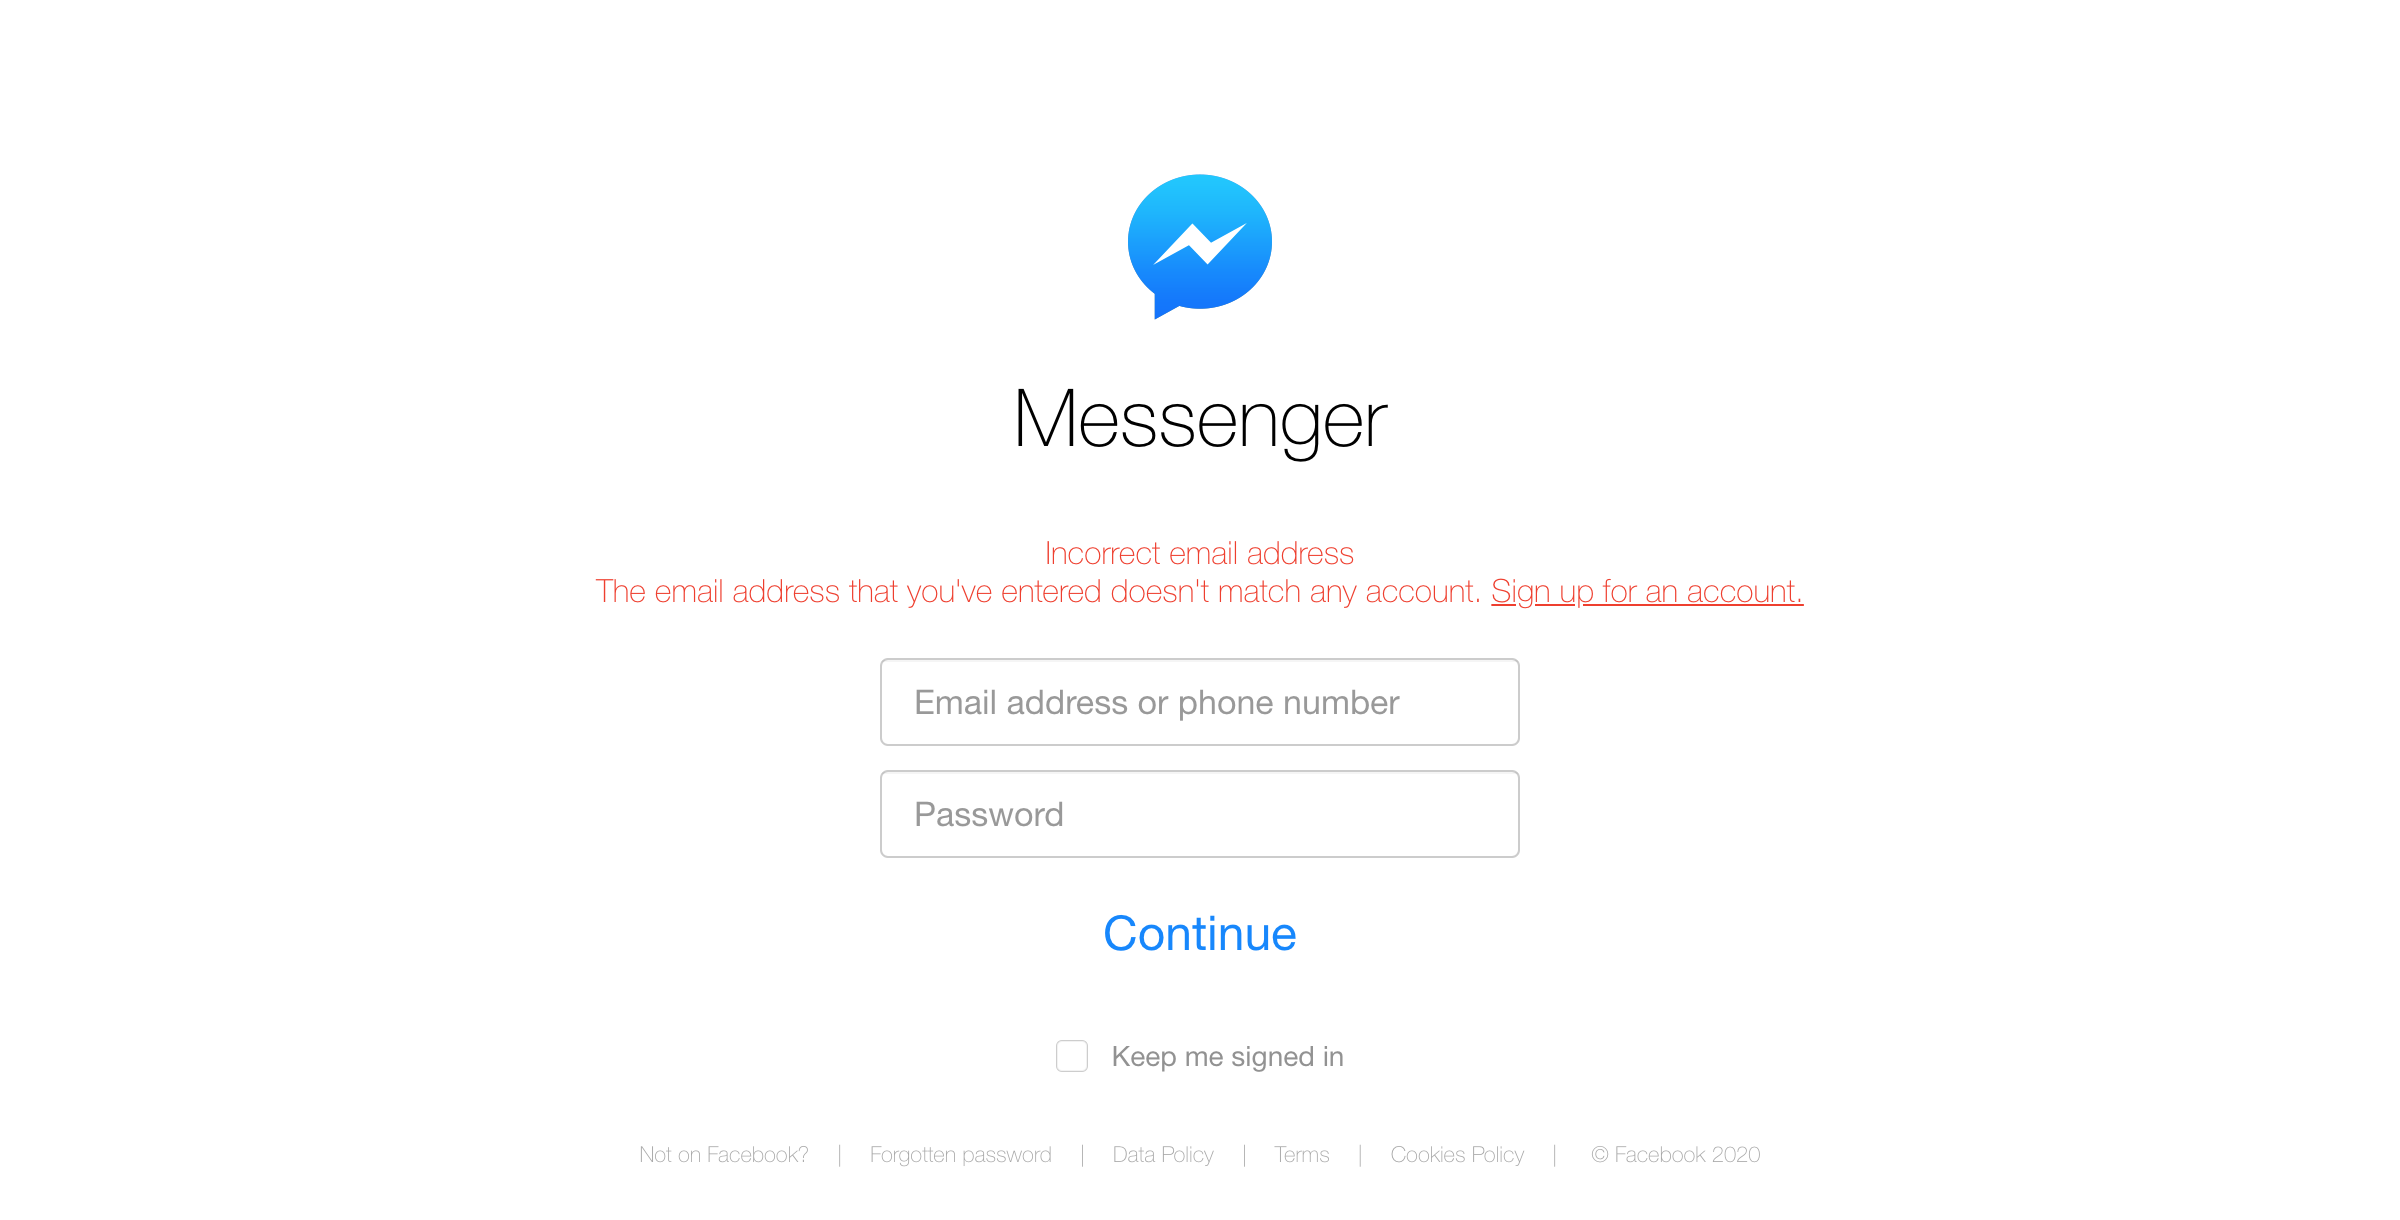 Messenger
Incorrect email address
The email address that you've entered doesn't match any account. Sign up for an account.
Email address or phone number
Password
Continue
Keep me signed in
Not on Facebook? | Forgotten password | Data Policy | Terms | Cookies Policy | © Facebook 2020